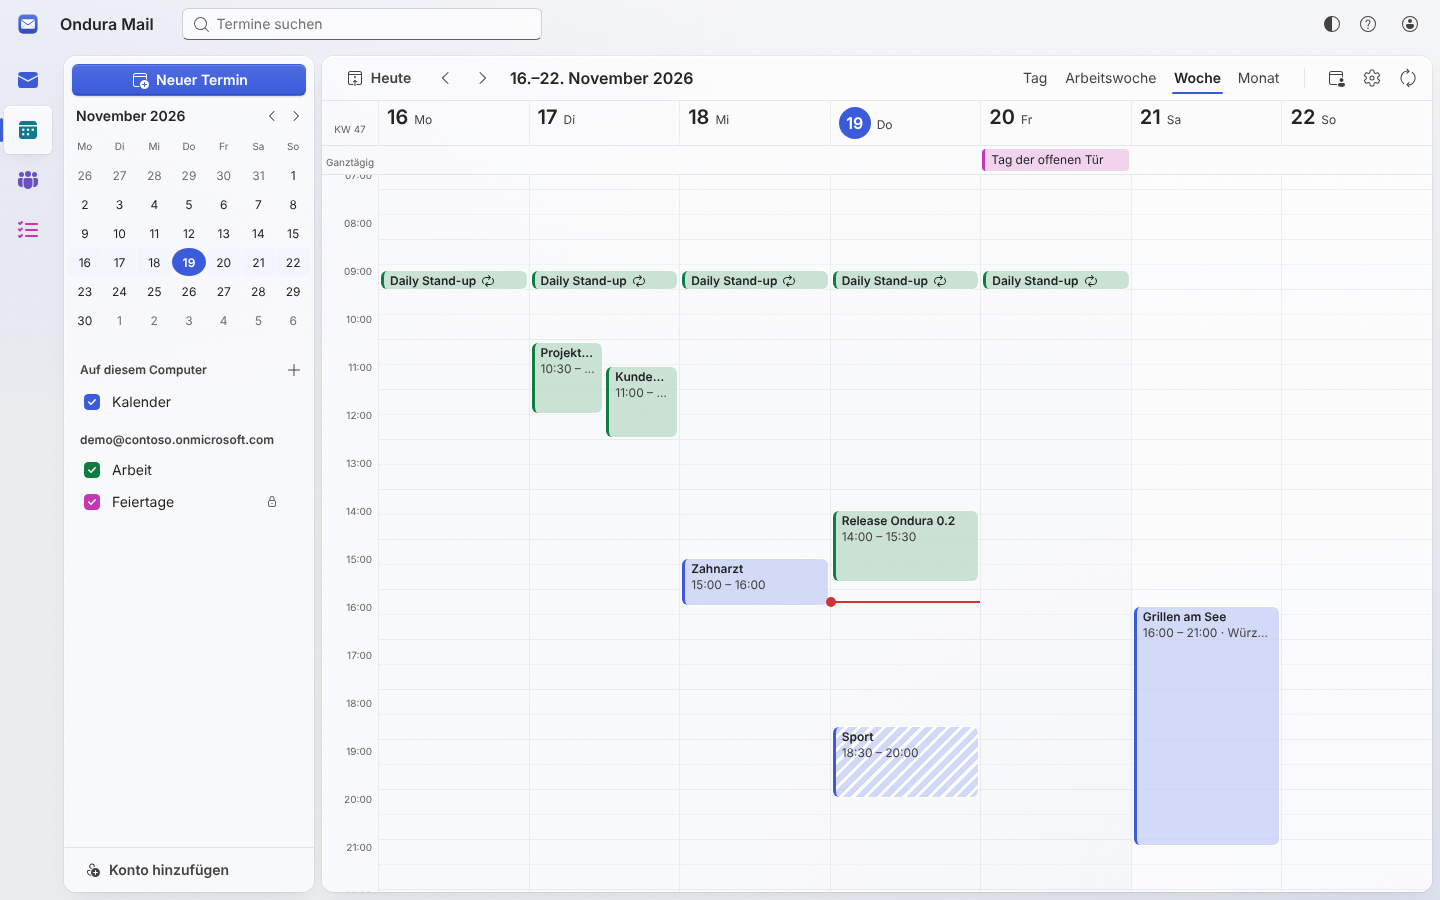 Ondura Mail
Termine suchen
Neuer Termin
November 2026
Mo Di Mi Do Fr Sa So
26 27 28 29 30 31 1
2 3 4 5 6 7 8
9 10 11 12 13 14 15
16 17 18 19 20 21 22
23 24 25 26 27 28 29
30 1 2 3 4 5 6
Auf diesem Computer
Kalender
demo@contoso.onmicrosoft.com
Arbeit
Feiertage
Konto hinzufügen
Heute
16.–22. November 2026
Tag Arbeitswoche Woche Monat
KW 47
16 Mo 17 Di 18 Mi 19 Do 20 Fr 21 Sa 22 So
Ganztägig
Tag der offenen Tür
07:00
08:00
09:00
Daily Stand-up Daily Stand-up Daily Stand-up Daily Stand-up Daily Stand-up
10:00
Projekt…
10:30 – …
11:00
Kunde…
11:00 – …
12:00
13:00
14:00
Release Ondura 0.2
14:00 – 15:30
15:00
Zahnarzt
15:00 – 16:00
16:00
Grillen am See
16:00 – 21:00 · Würz…
17:00
18:00
Sport
18:30 – 20:00
19:00
20:00
21:00